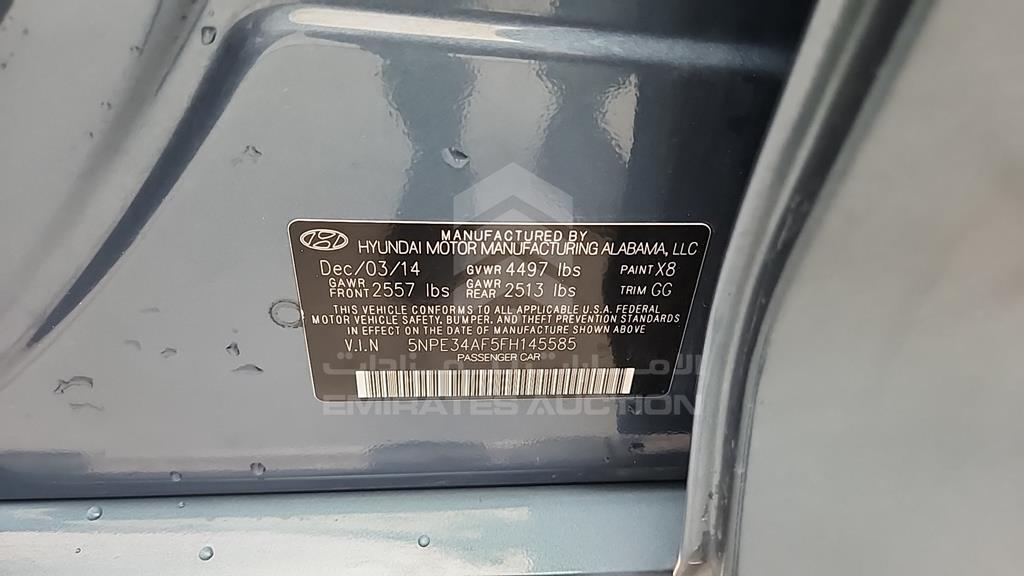 MANUFACTURED BY
HYUNDAI MOTOR MANUFACTURING ALABAMA, LLC
Dec/03/14 GVWR 4497 lbs PAINT X8
GAWR FRONT 2557 lbs GAWR REAR 2513 lbs TRIM GG
THIS VEHICLE CONFORMS TO ALL APPLICABLE U.S.A. FEDERAL
MOTOR VEHICLE SAFETY, BUMPER, AND THEFT PREVENTION STANDARDS
IN EFFECT ON THE DATE OF MANUFACTURE SHOWN ABOVE
V.I.N 5NPE34AF5FH145585
PASSENGER CAR
الإمارات للمزادات
EMIRATES AUCTION